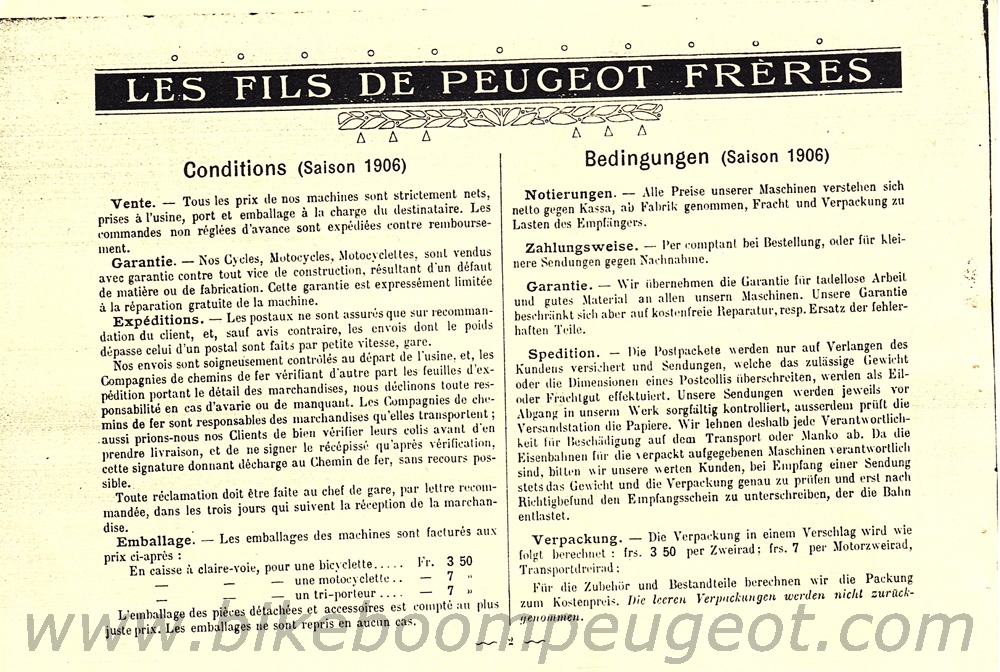 LES FILS DE PEUGEOT FRÈRES
Conditions (Saison 1906)
Vente. — Tous les prix de nos machines sont strictement nets,
prises à l'usine, port et emballage à la charge du destinataire. Les
commandes non réglées d'avance sont expédiées contre rembourse-
ment.
Garantie. — Nos Cycles, Motocycles, Motocyclettes, sont vendus
avec garantie contre tout vice de construction, résultant d'un défaut
de matière ou de fabrication. Cette garantie est expressément limitée
à la réparation gratuite de la machine.
Expéditions. — Les postaux ne sont assurés que sur recomman-
dation du client, et, sauf avis contraire, les envois dont le poids
dépasse celui d'un postal sont faits par petite vitesse, gare.
Nos envois sont soigneusement contrôlés au départ de l'usine, et, les
Compagnies de chemins de fer vérifiant d'autre part les feuilles d'ex-
pédition portant le détail des marchandises, nous déclinons toute res-
ponsabilité en cas d'avarie ou de manquant. Les Compagnies de che-
mins de fer sont responsables des marchandises qu'elles transportent ;
aussi prions-nous nos Clients de bien vérifier leurs colis avant d'en
prendre livraison, et de ne signer le récépissé qu'après vérification,
cette signature donnant décharge au Chemin de fer, sans recours pos-
sible.
Toute réclamation doit être faite au chef de gare, par lettre recom-
mandée, dans les trois jours qui suivent la réception de la marchan-
dise.
Emballage. — Les emballages des machines sont facturés aux
prix ci-après :
En caisse à claire-voie, pour une bicyclette..... Fr. 3 50
— — — une motocyclette.. — 7 »
— — — un tri-porteur.... — 7 »
L'emballage des pièces détachées et accessoires est compté au plus
juste prix. Les emballages ne sont repris en aucun cas.
Bedingungen (Saison 1906)
Notierungen. — Alle Preise unserer Maschinen verstehen sich
netto gegen Kassa, ab Fabrik genommen, Fracht und Verpackung zu
Lasten des Empfängers.
Zahlungsweise. — Per comptant bei Bestellung, oder für klei-
nere Sendungen gegen Nachnahme.
Garantie. — Wir übernehmen die Garantie für tadellose Arbeit
und gutes Material an allen unsern Maschinen. Unsere Garantie
beschränkt sich aber auf kostenfreie Reparatur, resp. Ersatz der fehler-
haften Teile.
Spedition. — Die Postpackete werden nur auf Verlangen des
Kundens versichert und Sendungen, welche das zulässige Gewicht
oder die Dimensionen eines Postcollis überschreiten, werden als Eil-
oder Frachtgut effektuiert. Unsere Sendungen werden jeweils vor
Abgang in unserm Werk sorgfältig kontrolliert, ausserdem prüft die
Versandstation die Papiere. Wir lehnen deshalb jede Verantwortlich-
keit für Beschädigung auf dem Transport oder Manko ab. Da die
Eisenbahnen für die verpackt aufgegebenen Maschinen verantwortlich
sind, bitten wir unsere werten Kunden, bei Empfang einer Sendung
stets das Gewicht und die Verpackung genau zu prüfen und erst nach
Richtigbefund den Empfangsschein zu unterschreiben, der die Bahn
entlastet.
Verpackung. — Die Verpackung in einem Verschlag wird wie
folgt berechnet : frs. 3 50 per Zweirad; frs. 7 per Motorzweirad,
Transportdreirad ;
Für die Zubehör und Bestandteile berechnen wir die Packung
zum Kostenpreis. Die leeren Verpackungen werden nicht zurück-
genommen.
2
www.bikeboompeugeot.com